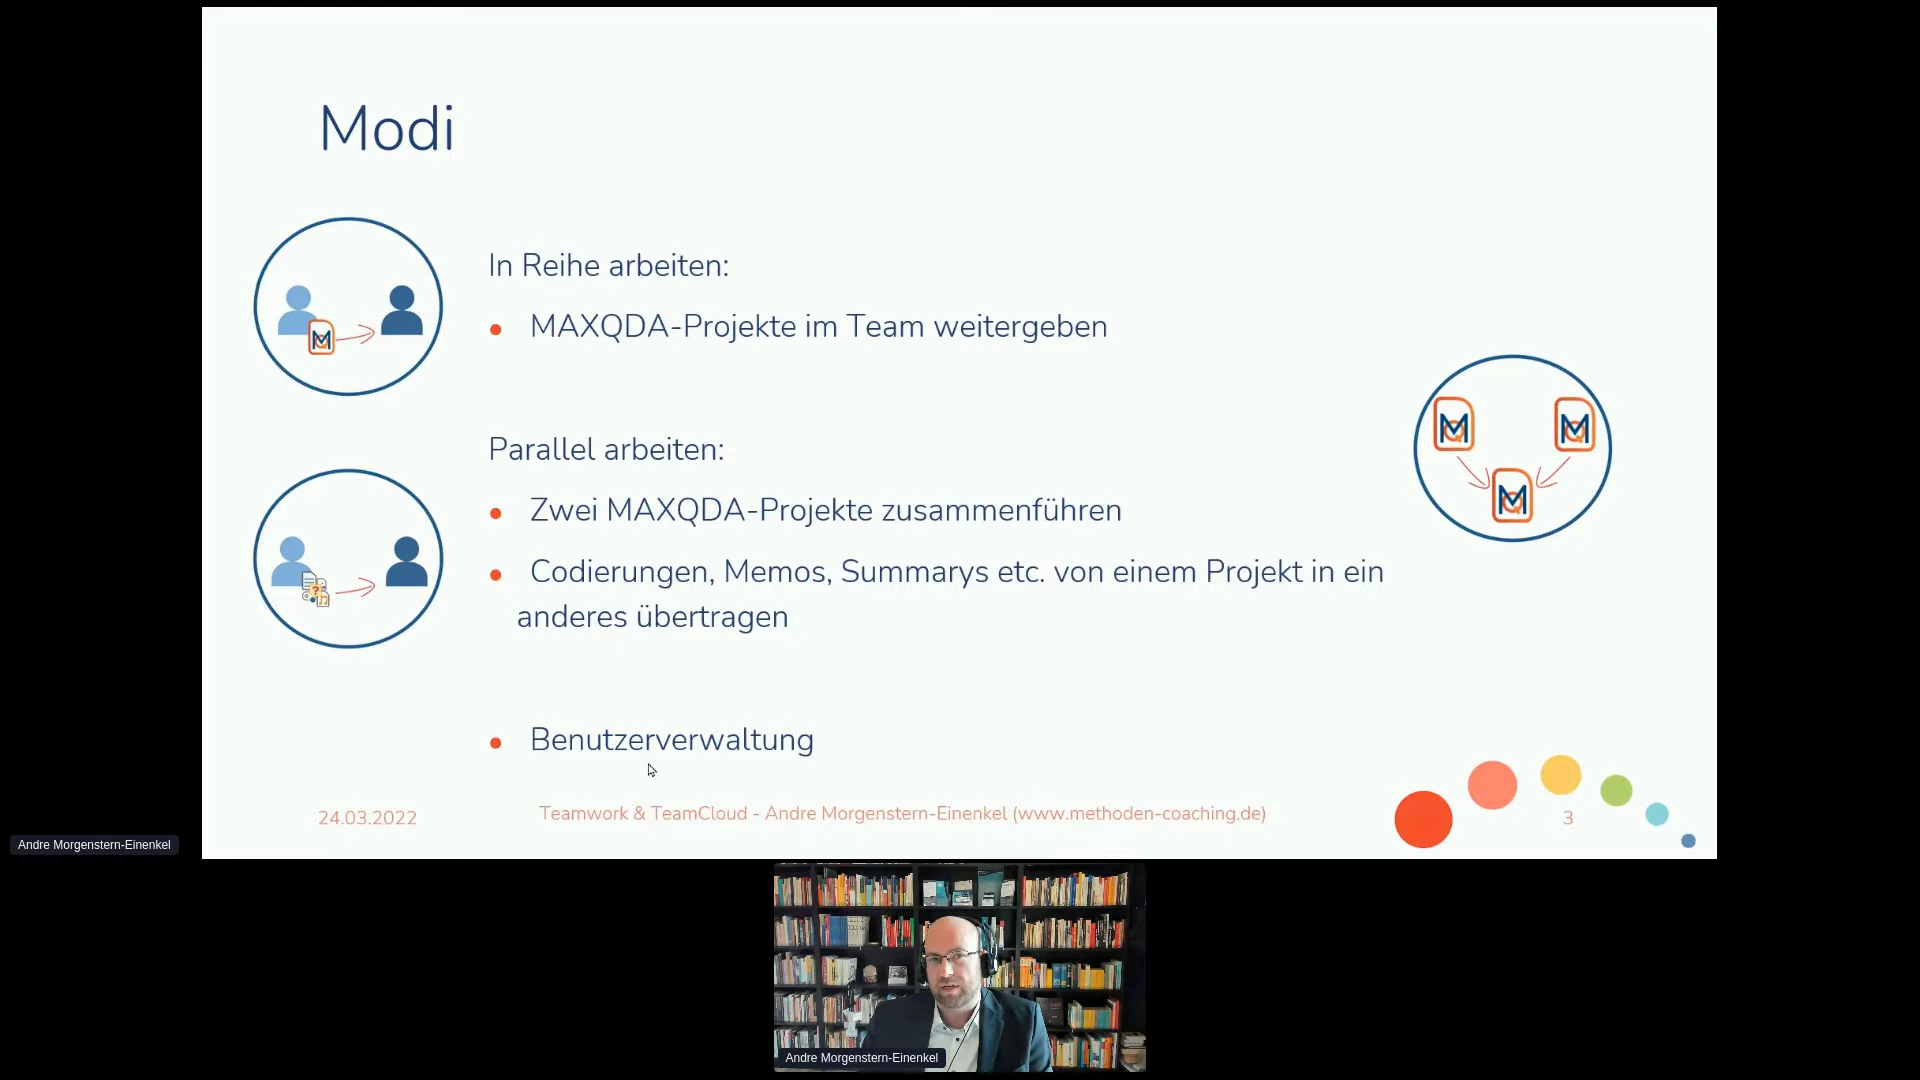 Modi
In Reihe arbeiten:
MAXQDA-Projekte im Team weitergeben
Parallel arbeiten:
Zwei MAXQDA-Projekte zusammenführen
Codierungen, Memos, Summarys etc. von einem Projekt in ein
anderes übertragen
Benutzerverwaltung
24.03.2022
Teamwork & TeamCloud - Andre Morgenstern-Einenkel (www.methoden-coaching.de)
3
Andre Morgenstern-Einenkel
Andre Morgenstern-Einenkel